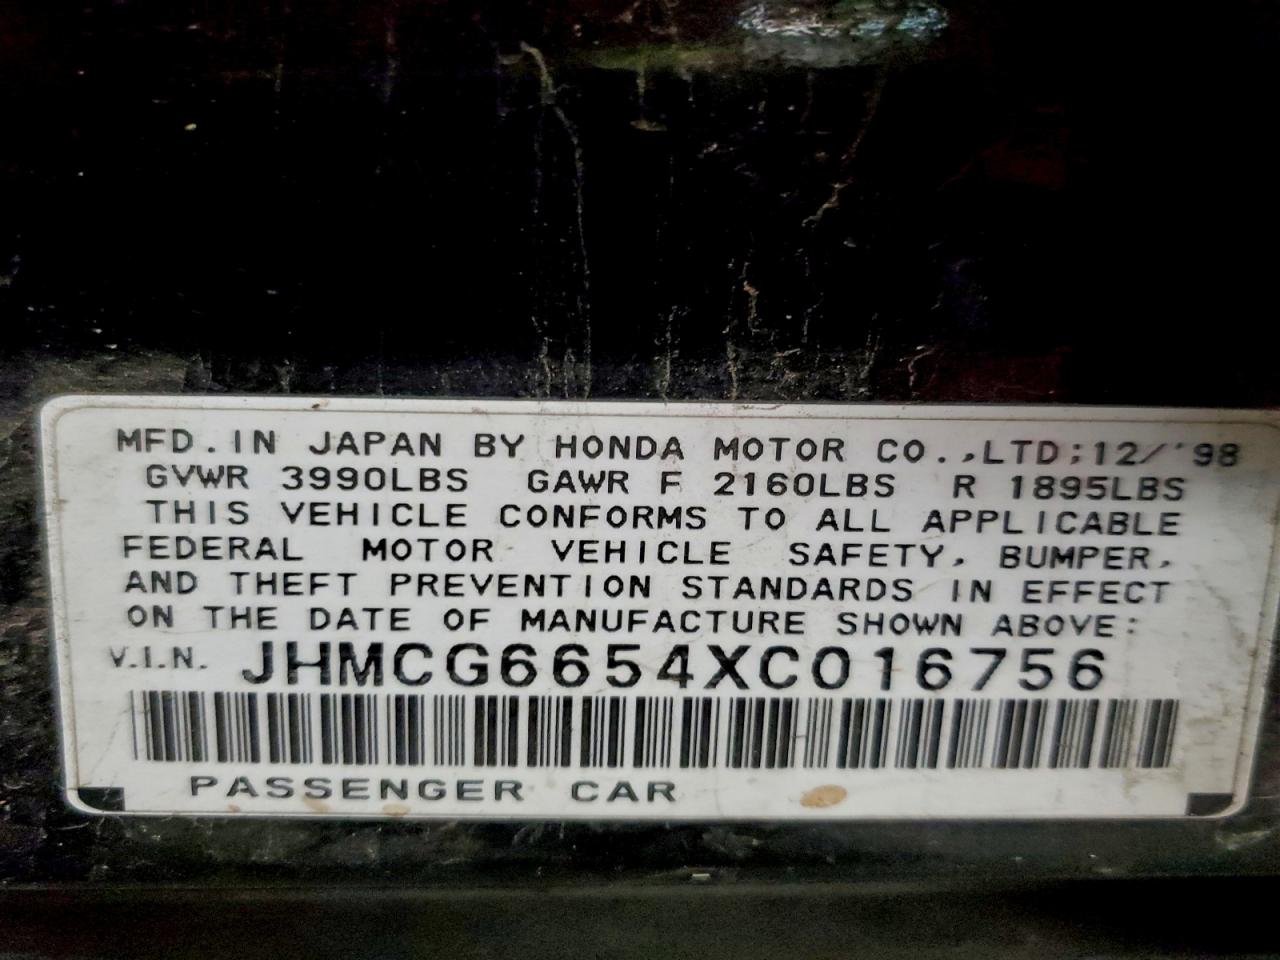 MFD. IN JAPAN BY HONDA MOTOR CO.,LTD;12/'98
GVWR 3990LBS GAWR F 2160LBS R 1895LBS
THIS VEHICLE CONFORMS TO ALL APPLICABLE
FEDERAL MOTOR VEHICLE SAFETY, BUMPER,
AND THEFT PREVENTION STANDARDS IN EFFECT
ON THE DATE OF MANUFACTURE SHOWN ABOVE:
V.I.N. JHMCG6654XC016756
PASSENGER CAR